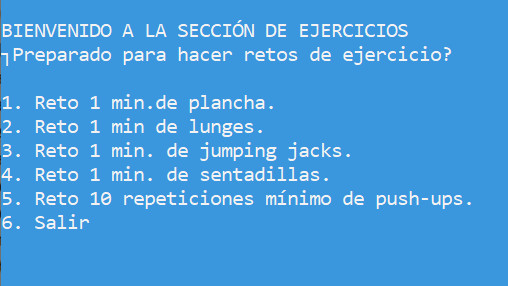 BIENVENIDO A LA SECCIÓN DE EJERCICIOS
┐Preparado para hacer retos de ejercicio?
1. Reto 1 min.de plancha.
2. Reto 1 min de lunges.
3. Reto 1 min. de jumping jacks.
4. Reto 1 min. de sentadillas.
5. Reto 10 repeticiones mínimo de push-ups.
6. Salir